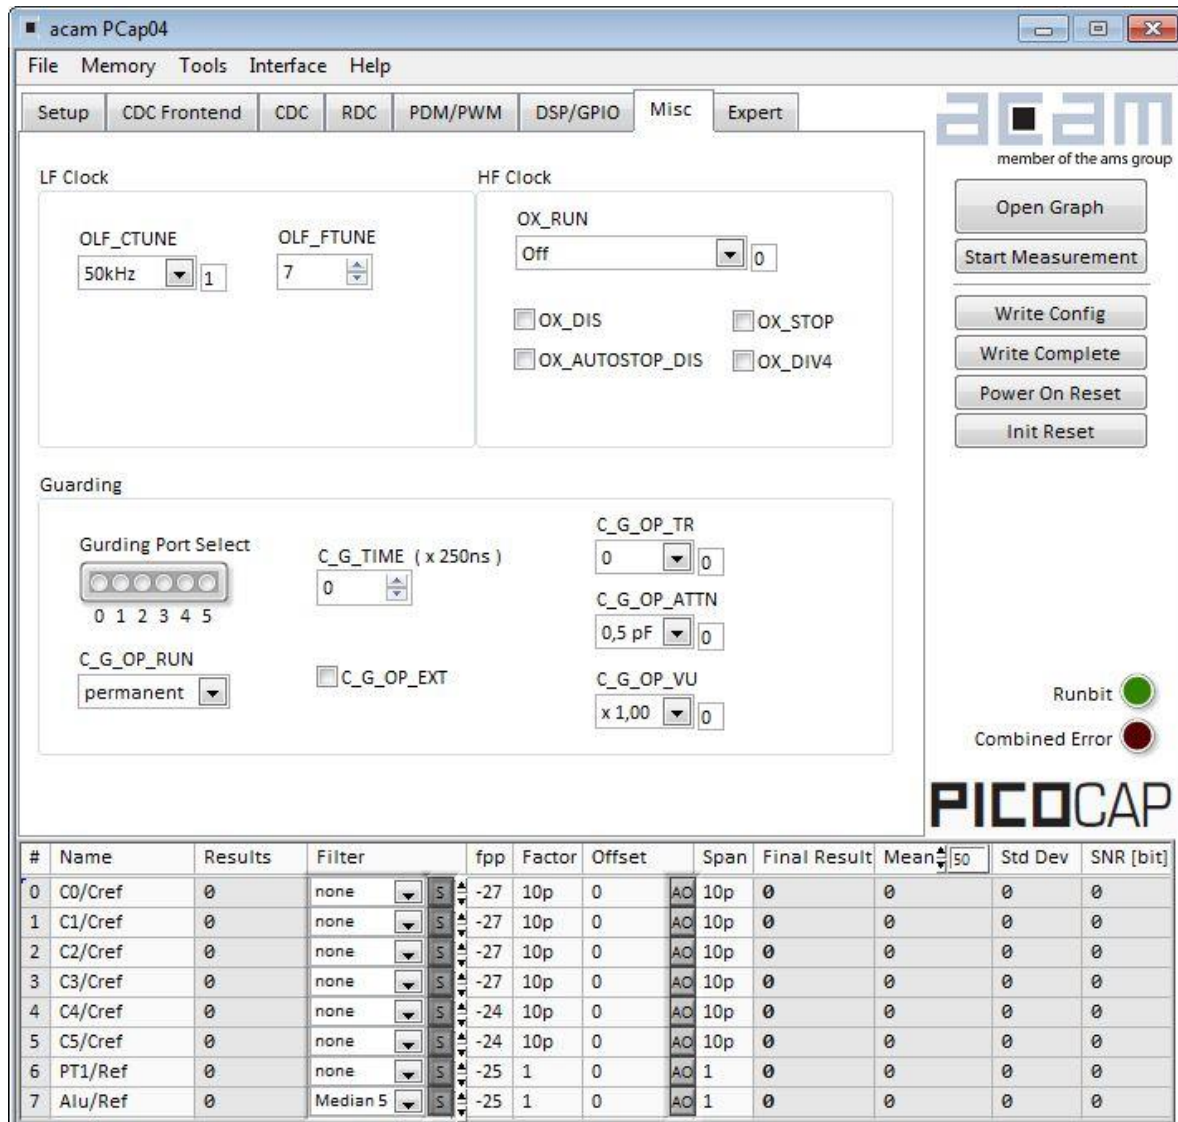 acam PCap04
File Memory Tools Interface Help
Setup CDC Frontend CDC RDC PDM/PWM DSP/GPIO Misc Expert
acam
member of the ams group
LF Clock
OLF_CTUNE OLF_FTUNE
50kHz 1 7
HF Clock
OX_RUN
Off 0
OX_DIS OX_STOP
OX_AUTOSTOP_DIS OX_DIV4
Open Graph
Start Measurement
Write Config
Write Complete
Power On Reset
Init Reset
Guarding
Gurding Port Select
0 1 2 3 4 5
C_G_OP_RUN
permanent
C_G_TIME ( x 250ns )
0
C_G_OP_EXT
C_G_OP_TR
0 0
C_G_OP_ATTN
0,5 pF 0
C_G_OP_VU
x 1,00 0
Runbit
Combined Error
PICOCAP
# Name Results Filter fpp Factor Offset Span Final Result Mean 50 Std Dev SNR [bit]
0 C0/Cref 0 none S -27 10p 0 AO 10p 0 0 0 0
1 C1/Cref 0 none S -27 10p 0 AO 10p 0 0 0 0
2 C2/Cref 0 none S -27 10p 0 AO 10p 0 0 0 0
3 C3/Cref 0 none S -27 10p 0 AO 10p 0 0 0 0
4 C4/Cref 0 none S -24 10p 0 AO 10p 0 0 0 0
5 C5/Cref 0 none S -24 10p 0 AO 10p 0 0 0 0
6 PT1/Ref 0 none S -25 1 0 AO 1 0 0 0 0
7 Alu/Ref 0 Median 5 S -25 1 0 AO 1 0 0 0 0